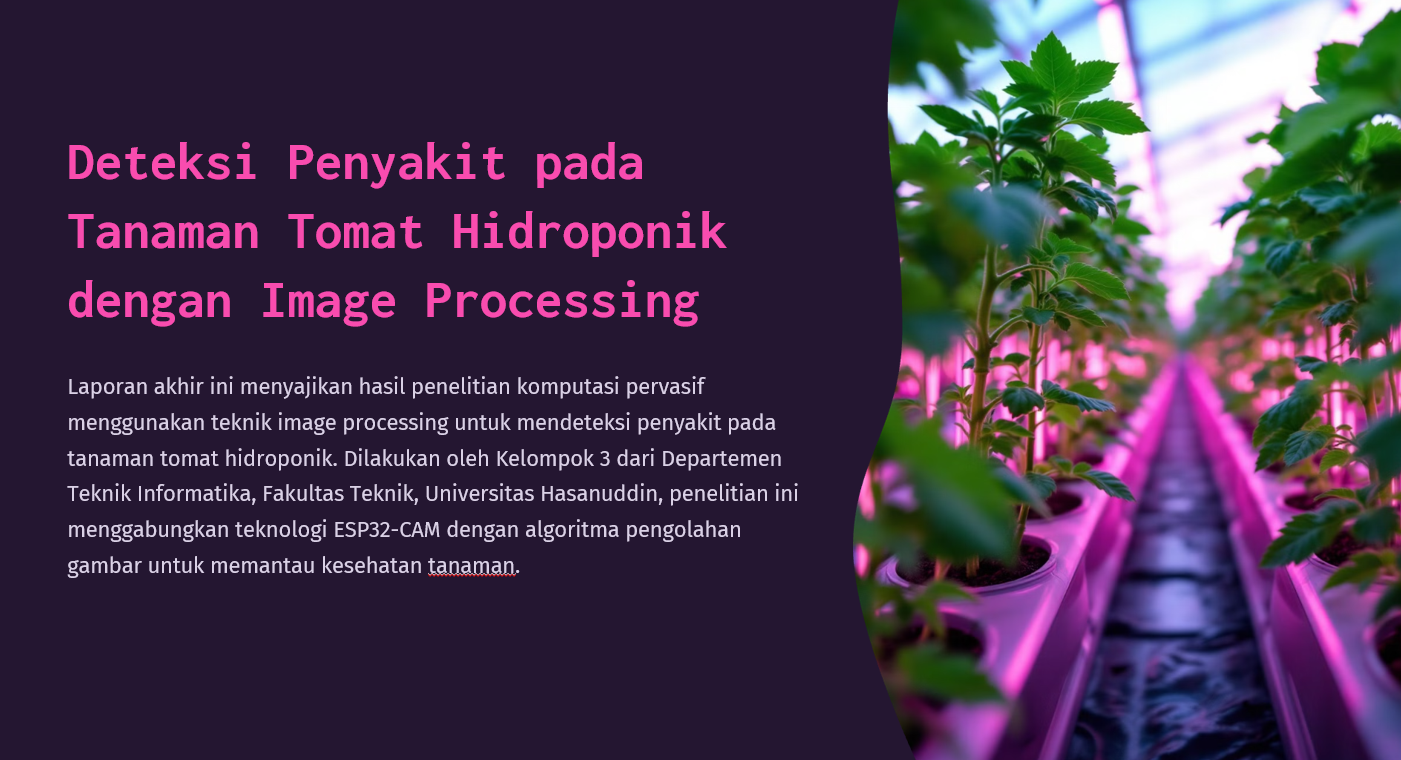 Deteksi Penyakit pada
Tanaman Tomat Hidroponik
dengan Image Processing
Laporan akhir ini menyajikan hasil penelitian komputasi pervasif
menggunakan teknik image processing untuk mendeteksi penyakit pada
tanaman tomat hidroponik. Dilakukan oleh Kelompok 3 dari Departemen
Teknik Informatika, Fakultas Teknik, Universitas Hasanuddin, penelitian ini
menggabungkan teknologi ESP32-CAM dengan algoritma pengolahan
gambar untuk memantau kesehatan tanaman.